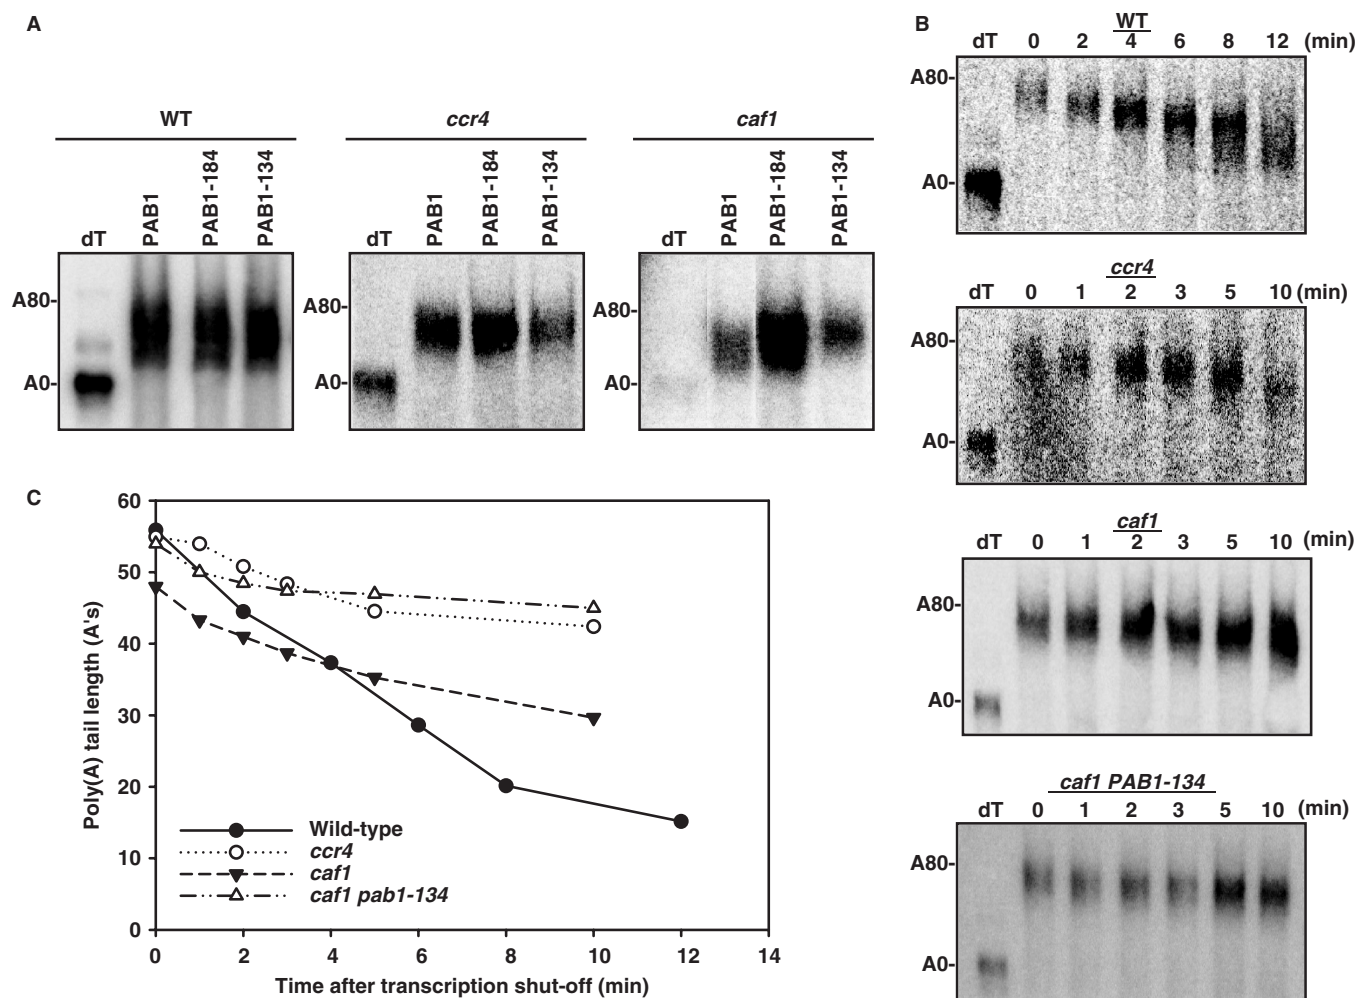 A
WT
ccr4
caf1
dT PAB1 PAB1-184 PAB1-134
dT PAB1 PAB1-184 PAB1-134
dT PAB1 PAB1-184 PAB1-134
A80-
A0-
A80-
A0-
A80-
A0-
B
WT
dT 0 2 4 6 8 12 (min)
A80-
A0-
ccr4
dT 0 1 2 3 5 10 (min)
A80-
A0-
caf1
dT 0 1 2 3 5 10 (min)
A80-
A0-
caf1 PAB1-134
dT 0 1 2 3 5 10 (min)
A80-
A0-
C
60
50
40
30
20
10
0
Poly(A) tail length (A's)
Wild-type
ccr4
caf1
caf1 pab1-134
0 2 4 6 8 10 12 14
Time after transcription shut-off (min)